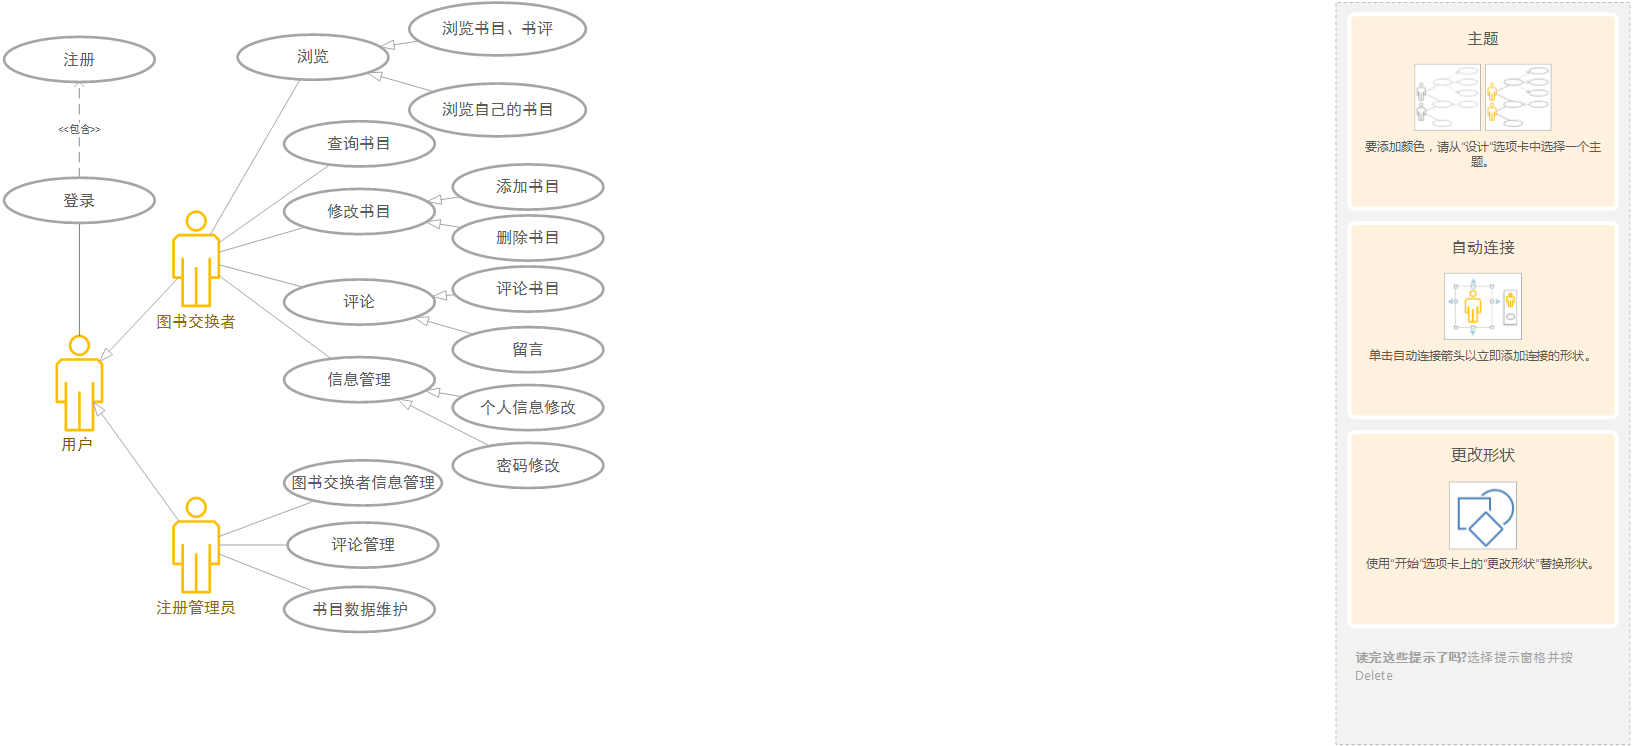 注册
<<包含>>
登录
用户
图书交换者
注册管理员
浏览
浏览书目、书评
浏览自己的书目
查询书目
修改书目
添加书目
删除书目
评论
评论书目
留言
信息管理
个人信息修改
密码修改
图书交换者信息管理
评论管理
书目数据维护
主题
要添加颜色，请从"设计"选项卡中选择一个主
题。
自动连接
单击自动连接箭头以立即添加连接的形状。
更改形状
使用"开始"选项卡上的"更改形状"替换形状。
读完这些提示了吗?选择提示窗格并按
Delete